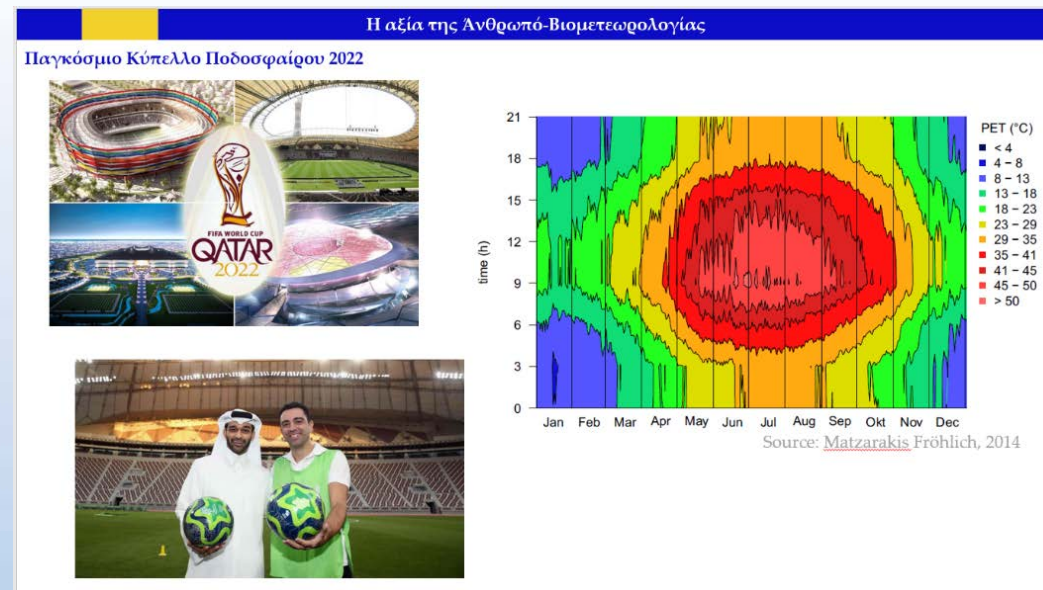 Η αξία της Άνθρωπό-Βιομετεωρολογίας
Παγκόσμιο Κύπελλο Ποδοσφαίρου 2022
FIFA WORLD CUP
QATAR
2022
21
18
15
12
9
6
3
0
time (h)
Jan Feb Mar Apr May Jun Jul Aug Sep Okt Nov Dec
PET (°C)
< 4
4 – 8
8 – 13
13 – 18
18 – 23
23 – 29
29 – 35
35 – 41
41 – 45
45 – 50
> 50
Source: Matzarakis Fröhlich, 2014